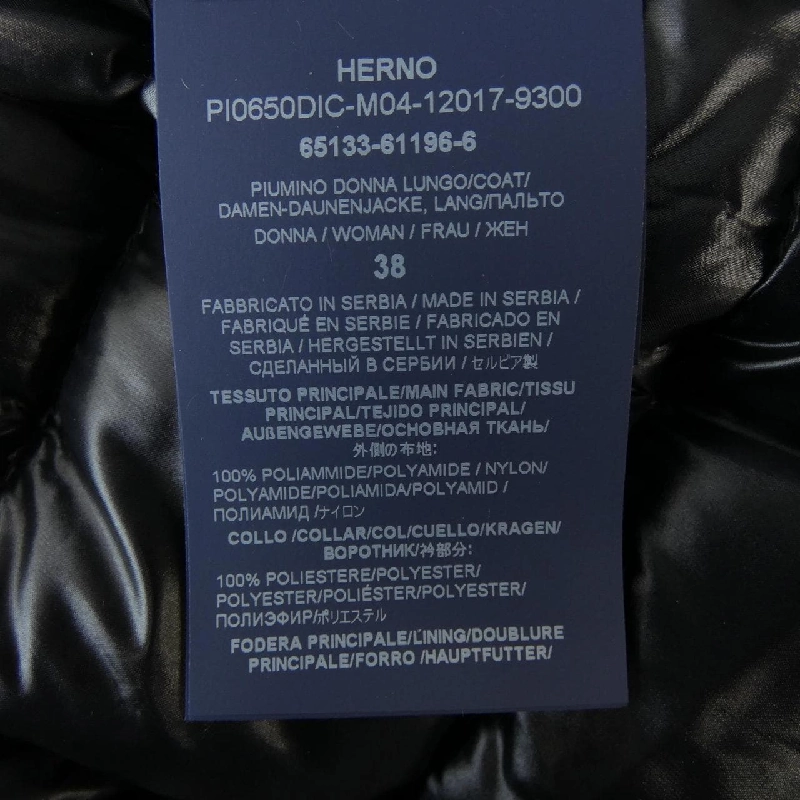 HERNO
PI0650DIC-M04-12017-9300
65133-61196-6
PIUMINO DONNA LUNGO/COAT/
DAMEN-DAUNENJACKE, LANG/ПАЛЬТО
DONNA / WOMAN / FRAU / ЖЕН
38
FABBRICATO IN SERBIA / MADE IN SERBIA /
FABRIQUÉ EN SERBIE / FABRICADO EN
SERBIA / HERGESTELLT IN SERBIEN /
СДЕЛАННЫЙ В СЕРБИИ / セルビア製
TESSUTO PRINCIPALE/MAIN FABRIC/TISSU
PRINCIPAL/TEJIDO PRINCIPAL/
AUßENGEWEBE/ОСНОВНАЯ ТКАНЬ/
外側の布地:
100% POLIAMMIDE/POLYAMIDE / NYLON/
POLYAMIDE/POLIAMIDA/POLYAMID /
ПОЛИАМИД /ナイロン
COLLO /COLLAR/COL/CUELLO/KRAGEN/
ВОРОТНИК/衿部分:
100% POLIESTERE/POLYESTER/
POLYESTER/POLIÉSTER/POLYESTER/
ПОЛИЭФИР/ポリエステル
FODERA PRINCIPALE/LINING/DOUBLURE
PRINCIPALE/FORRO /HAUPTFUTTER/